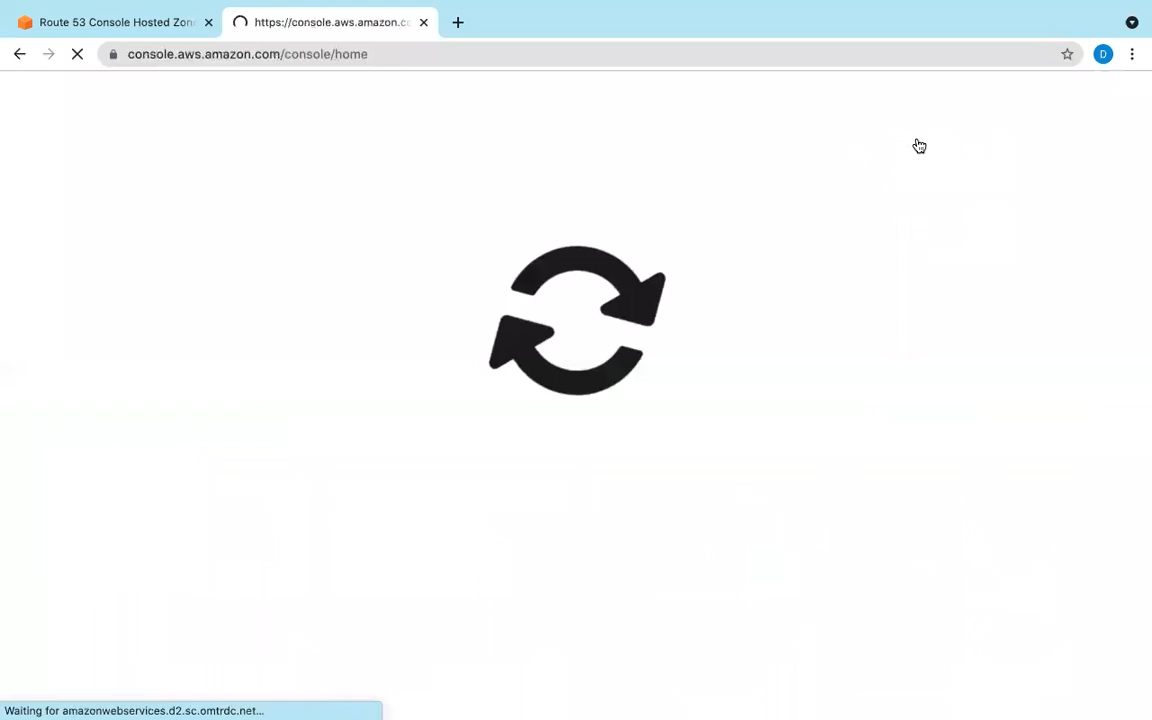 Route 53 Console Hosted Zon
https://console.aws.amazon.co
console.aws.amazon.com/console/home
D
Waiting for amazonwebservices.d2.sc.omtrdc.net...